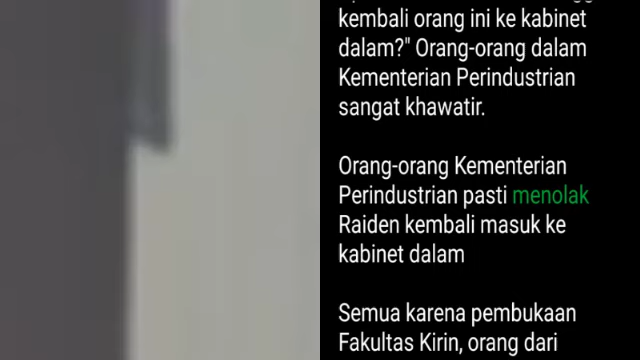 kembali orang ini ke kabinet
dalam?" Orang-orang dalam
Kementerian Perindustrian
sangat khawatir.
Orang-orang Kementerian
Perindustrian pasti menolak
Raiden kembali masuk ke
kabinet dalam
Semua karena pembukaan
Fakultas Kirin, orang dari